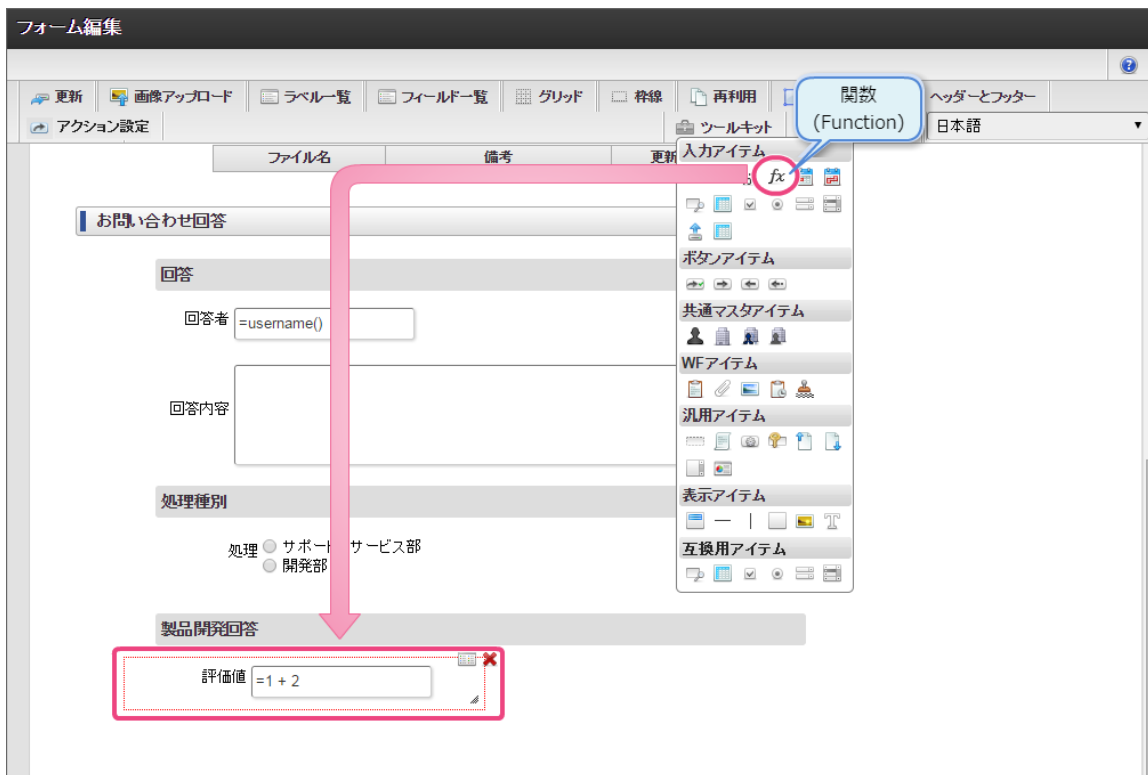 フォーム編集
更新
画像アップロード
ラベル一覧
フィールド一覧
グリッド
枠線
再利用
ヘッダーとフッター
アクション設定
ツールキット
日本語
関数
(Function)
ファイル名
備考
更新
入力アイテム
fx
ボタンアイテム
共通マスタアイテム
WFアイテム
汎用アイテム
表示アイテム
互換用アイテム
お問い合わせ回答
回答
回答者
=username()
回答内容
処理種別
処理
サポート
サービス部
開発部
製品開発回答
評価値
=1 + 2